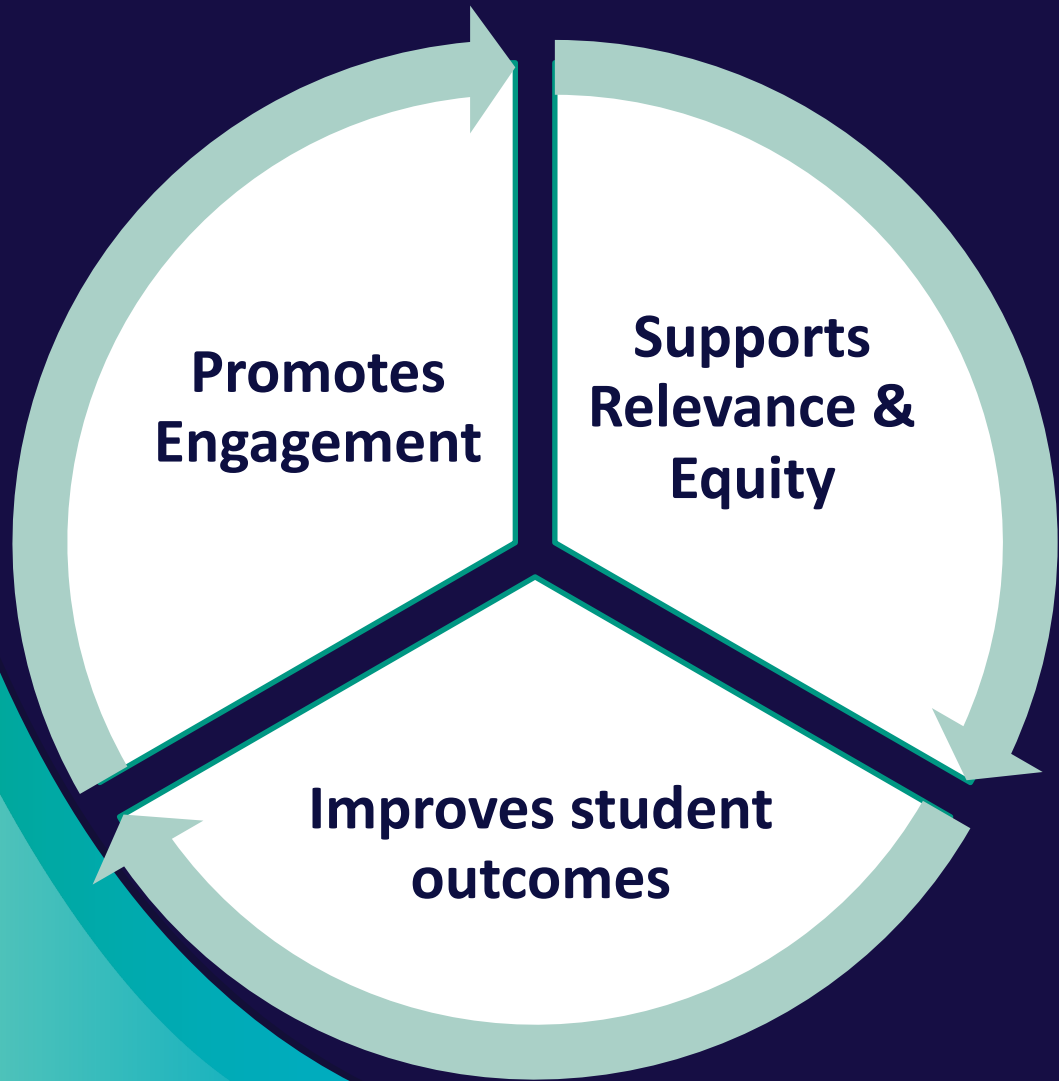 Promotes
Engagement
Supports
Relevance &
Equity
Improves student
outcomes